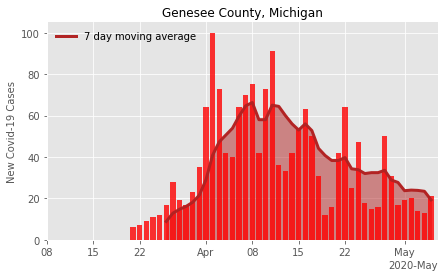 Genesee County, Michigan
7 day moving average
New Covid-19 Cases
100
80
60
40
20
0
08 15 22 Apr 08 15 22 May
2020-May